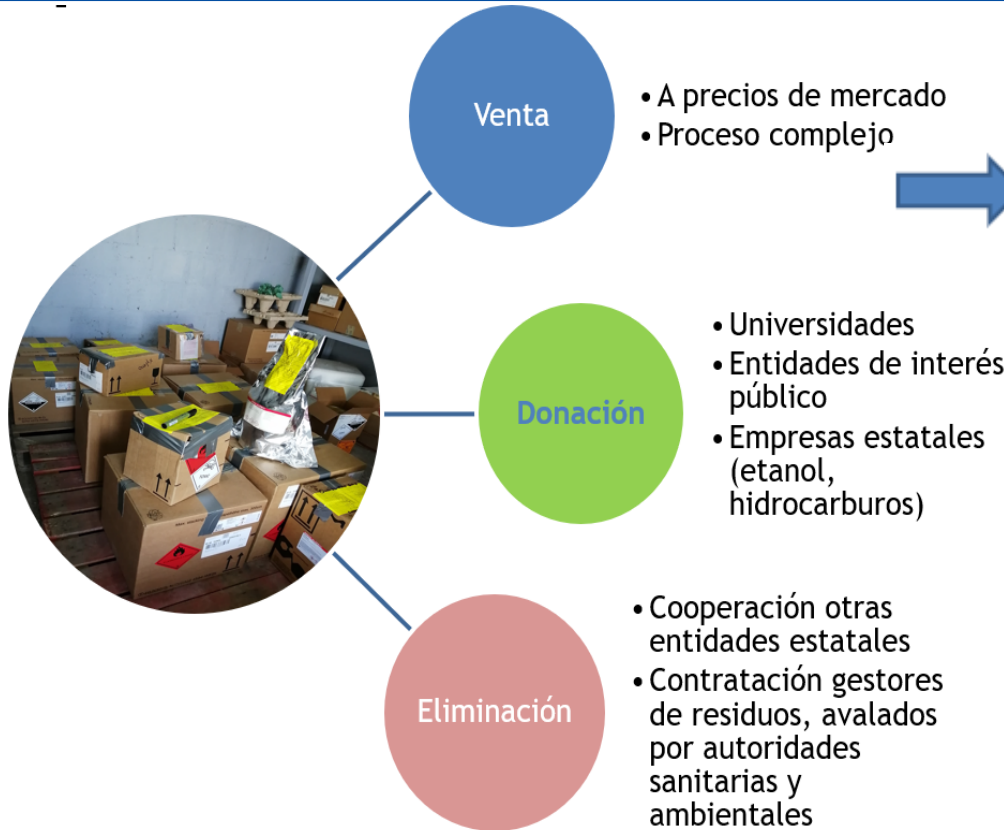 Venta
• A precios de mercado
• Proceso complejo
Donación
• Universidades
• Entidades de interés
público
• Empresas estatales
(etanol,
hidrocarburos)
Eliminación
• Cooperación otras
entidades estatales
• Contratación gestores
de residuos, avalados
por autoridades
sanitarias y
ambientales